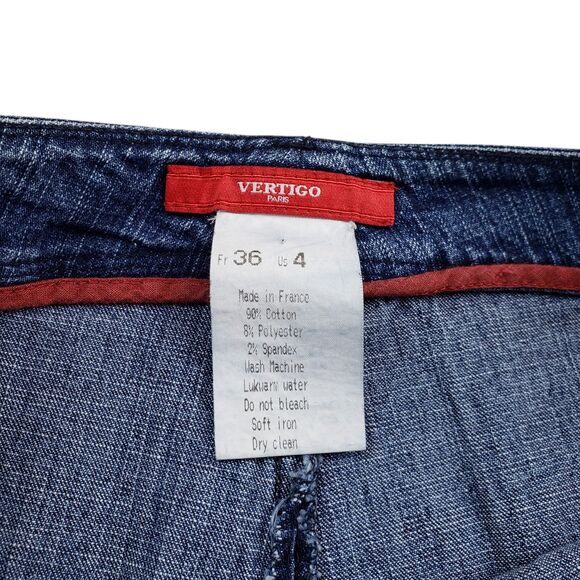 VERTIGO
PARIS
Fr 36 Us 4
Made in France
90% Cotton
8% Polyester
2% Spandex
Wash Machine
Lukwarm water
Do not bleach
Soft iron
Dry clean